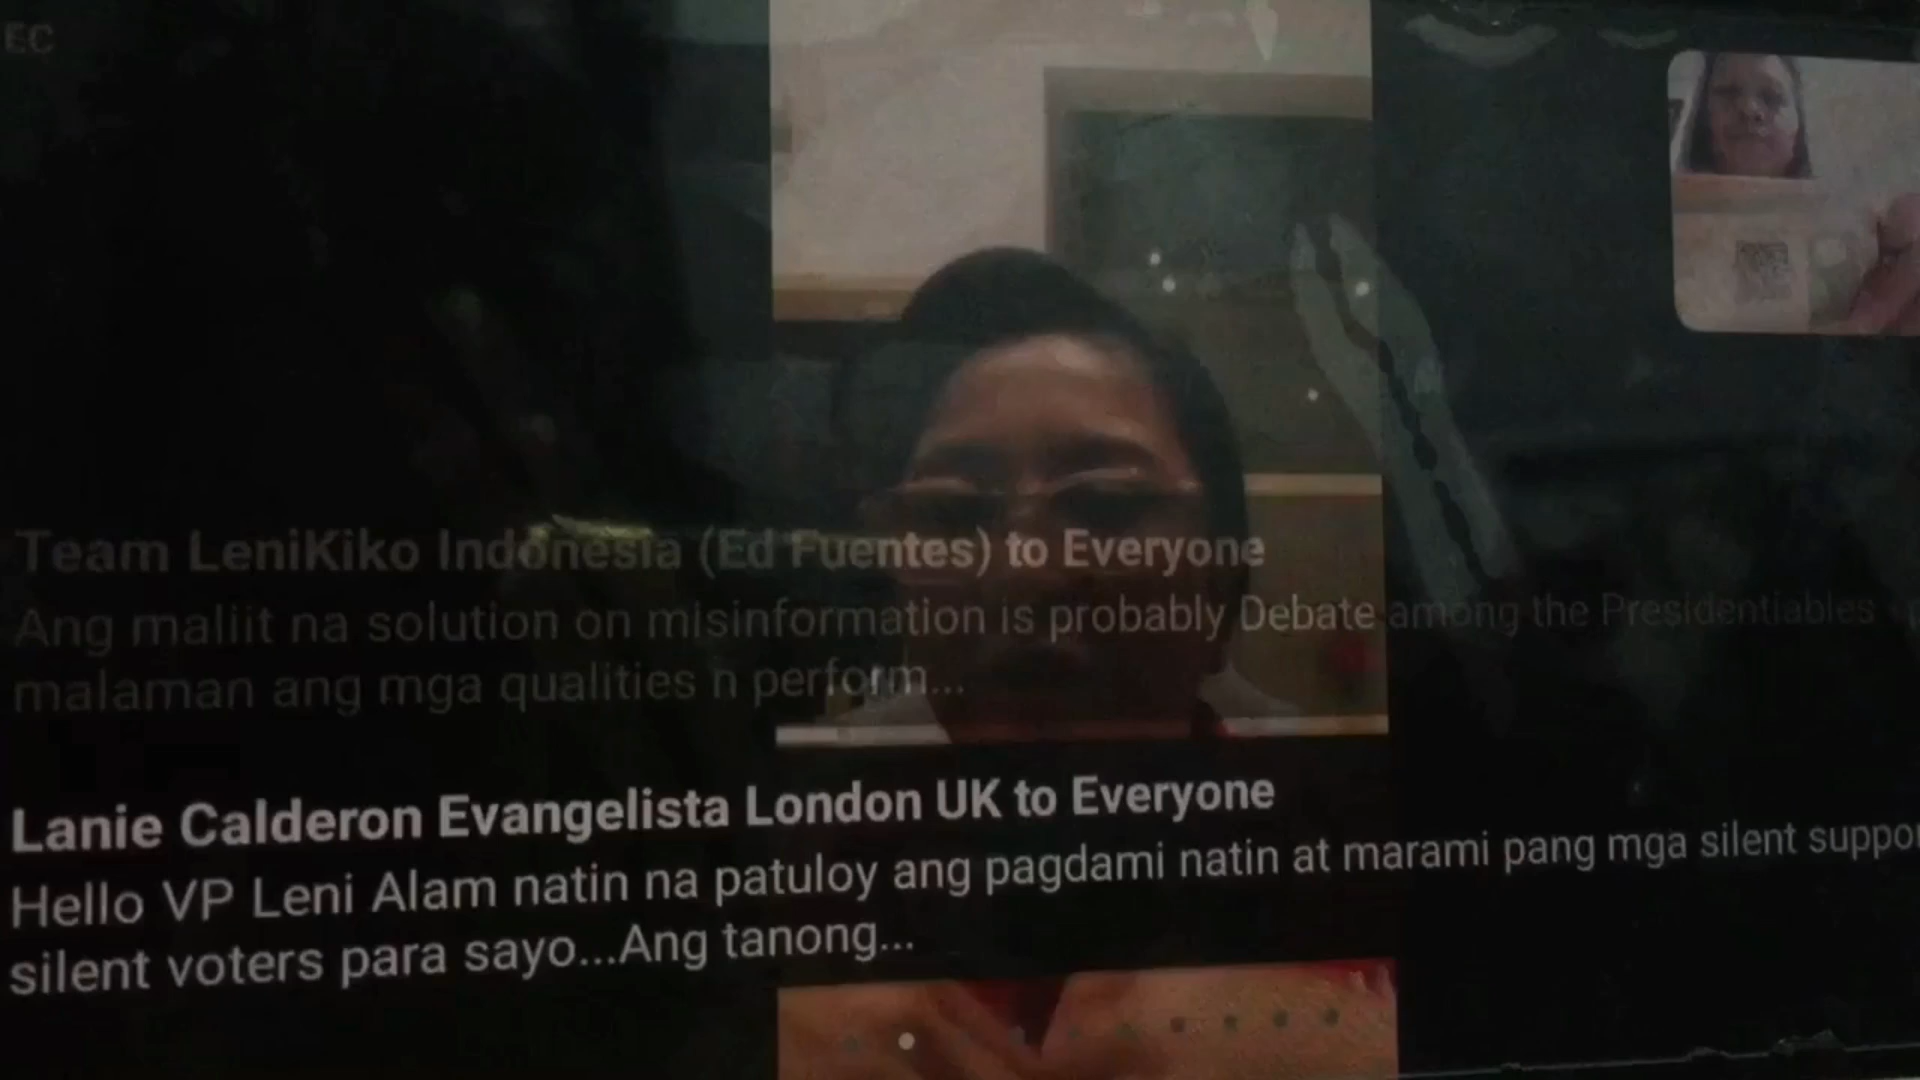 EC
Team LeniKiko Indonesia (Ed Fuentes) to Everyone
Ang maliit na solution on misinformation is probably Debate among the Presidentiables
malaman ang mga qualities n perform...
Lanie Calderon Evangelista London UK to Everyone
Hello VP Leni Alam natin na patuloy ang pagdami natin at marami pang mga silent suppor
silent voters para sayo...Ang tanong...